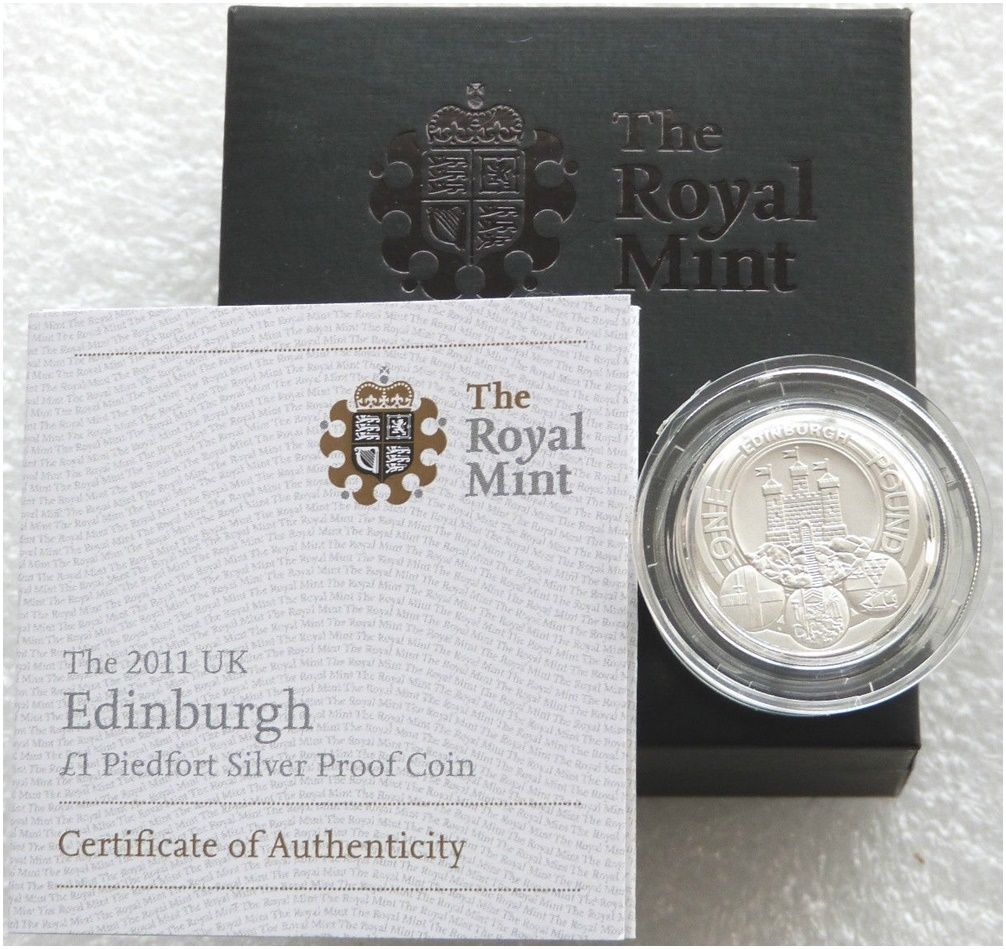 The
Royal
Mint
The
Royal
Mint
EDINBURGH
ONE POUND
The 2011 UK
Edinburgh
£1 Piedfort Silver Proof Coin
Certificate of Authenticity